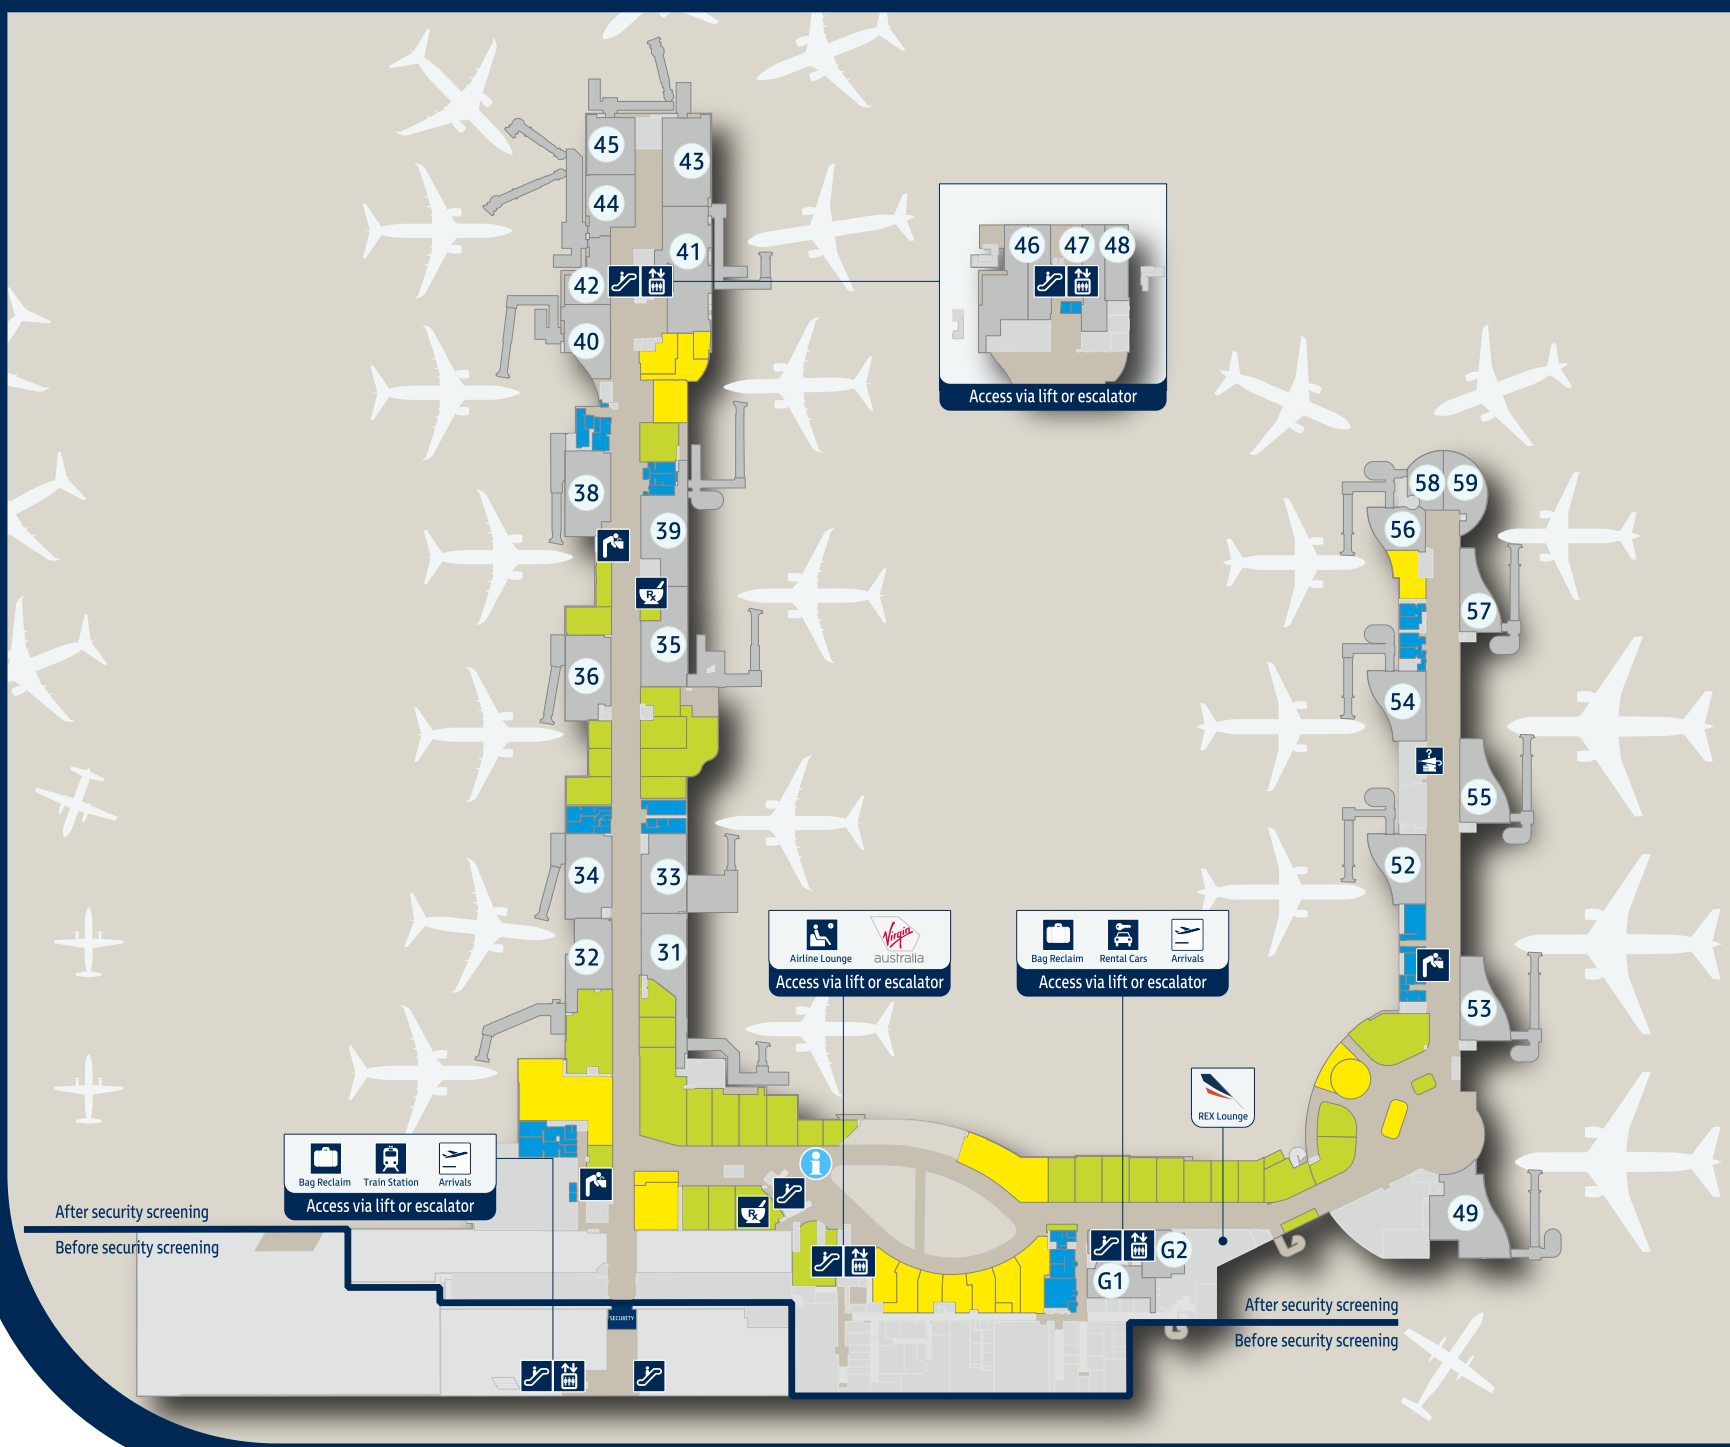 45
43
44
41
42
40
46
47
48
Access via lift or escalator
38
39
Rx
35
36
34
33
32
31
58
59
56
57
54
?
55
52
53
Airline Lounge
Virgin
australia
Access via lift or escalator
Bag Reclaim
Rental Cars
Arrivals
Access via lift or escalator
REX Lounge
i
Bag Reclaim
Train Station
Arrivals
Access via lift or escalator
Rx
49
G2
G1
After security screening
Before security screening
After security screening
Before security screening
SECURITY